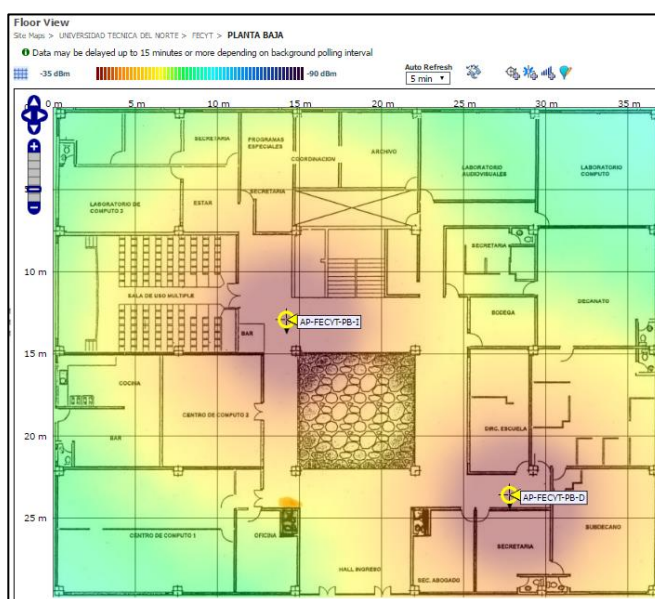 Floor View
Site Maps > UNIVERSIDAD TECNICA DEL NORTE > FECYT > PLANTA BAJA
Data may be delayed up to 15 minutes or more depending on background polling interval
-35 dBm
-90 dBm
Auto Refresh
5 min
0 m 5 m 10 m 15 m 20 m 25 m 30 m 35 m
SECRETARIA
PROGRAMAS ESPECIALES
COORDINACION
ARCHIVO
LABORATORIO AUDIOVISUALES
LABORATORIO COMPUTO
LABORATORIO DE COMPUTO 3
ESTAR
SECRETARIA
SECRETARIA
10 m
SALA DE USO MULTIPLE
BODEGA
DECANATO
BAR
AP-FECYT-PB-I
15 m
COCINA
CENTRO DE COMPUTO 2
BAR
DIRC. ESCUELA
20 m
AP-FECYT-PB-D
25 m
CENTRO DE COMPUTO 1
OFICINA
HALL INGRESO
SEC. ABOGADO
SECRETARIA
SUBDECANO